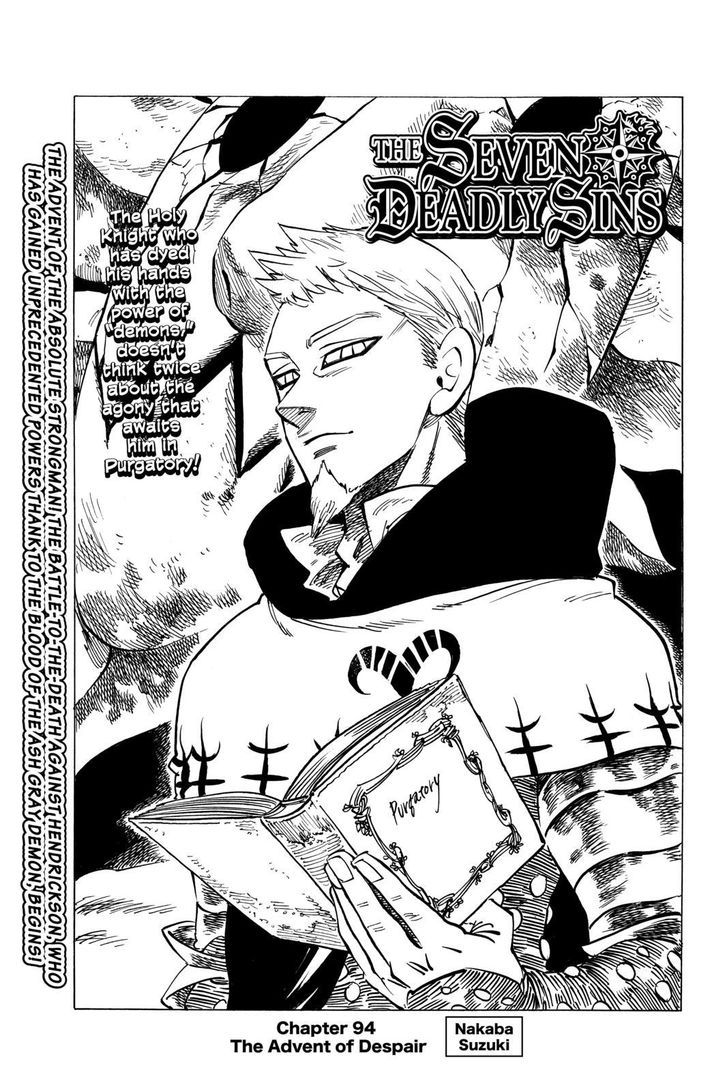 THE SEVEN
DEADLY SINS
The Holy
Knight who
has dyed
his hands
with the
power of
"demons,"
doesn't
think twice
about the
agony that
awaits
him in
Purgatory!
THE ADVENT OF THE ABSOLUTE STRONGMAN, THE BATTLE-TO-THE-DEATH AGAINST HENDRICKSON, WHO
HAS GAINED UNPRECEDENTED POWERS THANK TO THE BLOOD OF THE ASH GRAY DEMON, BEGINS!
Purgatory
Chapter 94
The Advent of Despair
Nakaba
Suzuki